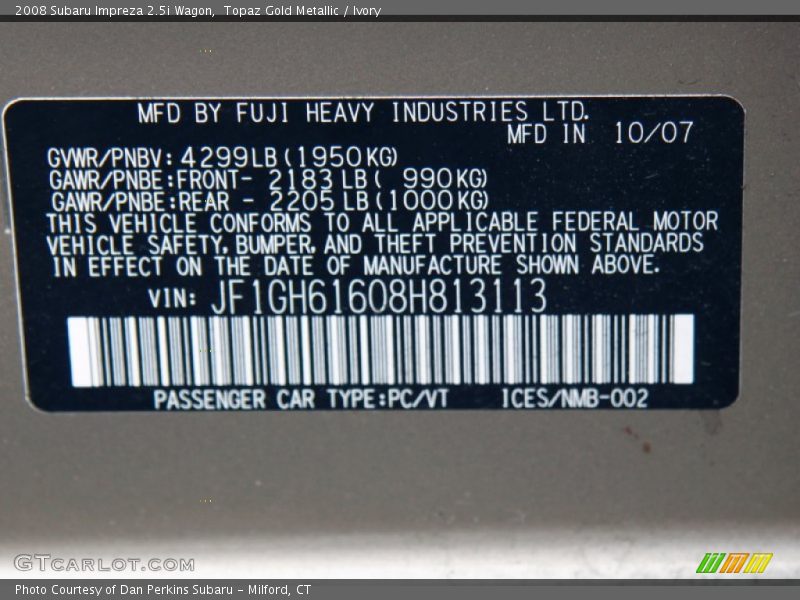 2008 Subaru Impreza 2.5i Wagon,  Topaz Gold Metallic / Ivory
MFD BY FUJI HEAVY INDUSTRIES LTD.
MFD IN 10/07
GVWR/PNBV: 4299LB(1950KG)
GAWR/PNBE:FRONT- 2183LB( 990KG)
GAWR/PNBE:REAR - 2205LB(1000KG)
THIS VEHICLE CONFORMS TO ALL APPLICABLE FEDERAL MOTOR
VEHICLE SAFETY, BUMPER, AND THEFT PREVENTION STANDARDS
IN EFFECT ON THE DATE OF MANUFACTURE SHOWN ABOVE.
VIN: JF1GH61608H813113
PASSENGER CAR TYPE:PC/VT ICES/NMB-002
GTCARLOT.COM
Photo Courtesy of Dan Perkins Subaru - Milford, CT